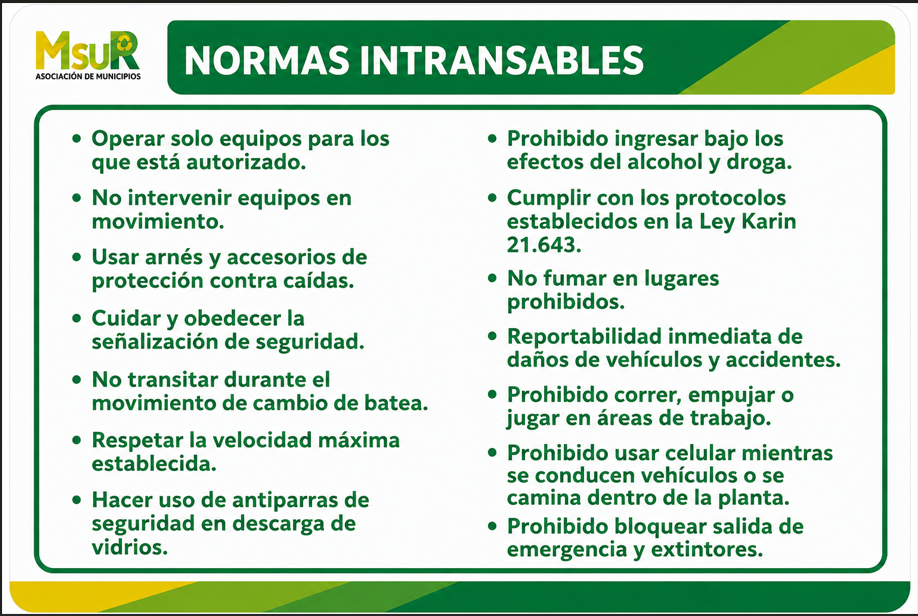 MSUR
ASOCIACIÓN DE MUNICIPIOS
NORMAS INTRANSABLES
• Operar solo equipos para los
que está autorizado.
• No intervenir equipos en
movimiento.
• Usar arnés y accesorios de
protección contra caídas.
• Cuidar y obedecer la
señalización de seguridad.
• No transitar durante el
movimiento de cambio de batea.
• Respetar la velocidad máxima
establecida.
• Hacer uso de antiparras de
seguridad en descarga de
vidrios.
• Prohibido ingresar bajo los
efectos del alcohol y droga.
• Cumplir con los protocolos
establecidos en la Ley Karin
21.643.
• No fumar en lugares
prohibidos.
• Reportabilidad inmediata de
daños de vehículos y accidentes.
• Prohibido correr, empujar o
jugar en áreas de trabajo.
• Prohibido usar celular mientras
se conducen vehículos o se
camina dentro de la planta.
• Prohibido bloquear salida de
emergencia y extintores.